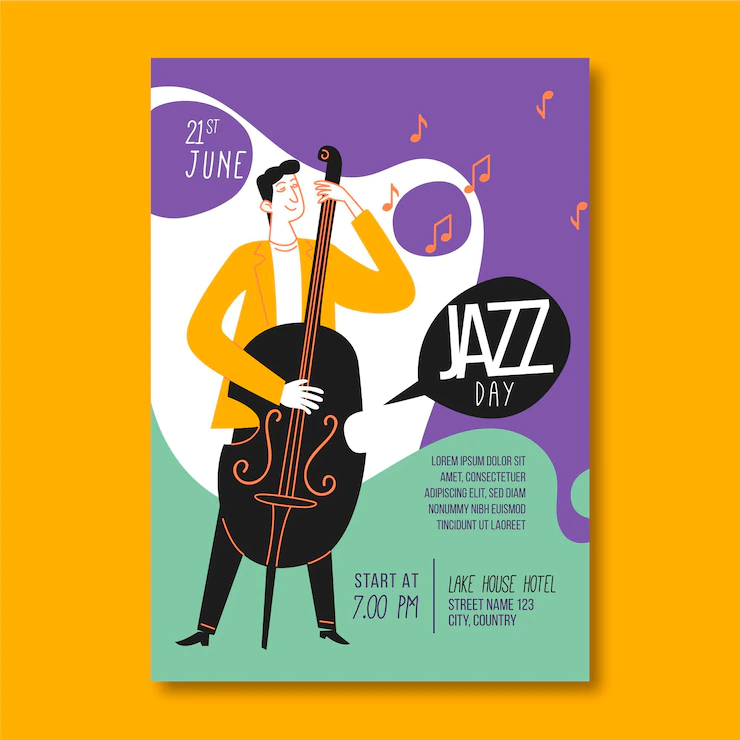 21ST
JUNE
JAZZ
DAY
LOREM IPSUM DOLOR SIT
AMET, CONSECTETUER
ADIPISCING ELIT, SED DIAM
NONUMMY NIBH EUISMOD
TINCIDUNT UT LAOREET
START AT
7.00 PM
LAKE HOUSE HOTEL
STREET NAME 123
CITY, COUNTRY